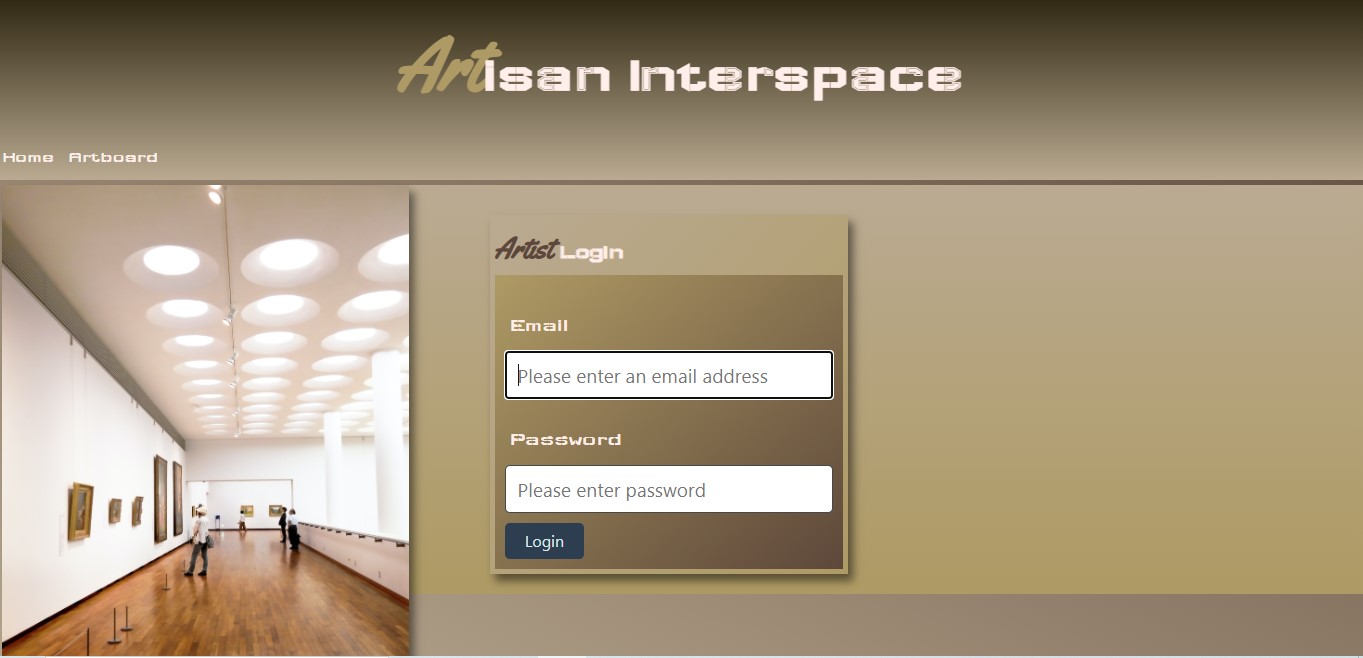 Artisan Interspace
Home Artboard
Artist Login
Email
Please enter an email address
Password
Please enter password
Login